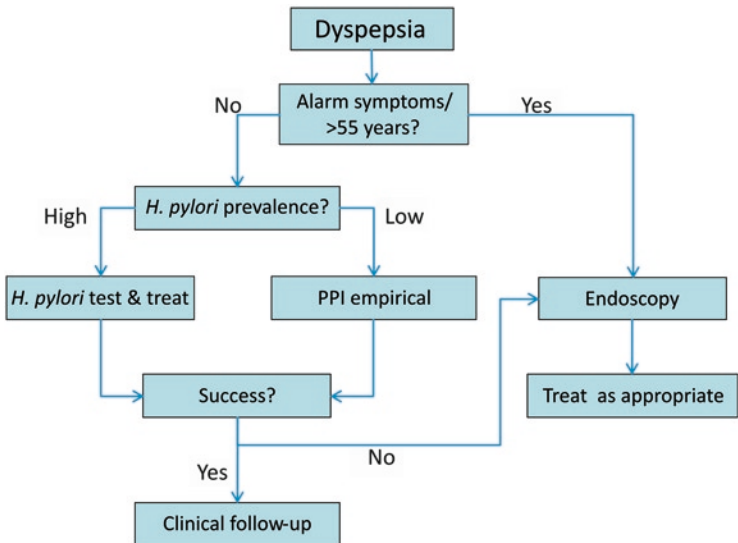 Dyspepsia
Alarm symptoms/
>55 years?
No
Yes
H. pylori prevalence?
High
Low
H. pylori test & treat
PPI empirical
Endoscopy
Success?
Treat as appropriate
No
Yes
Clinical follow-up